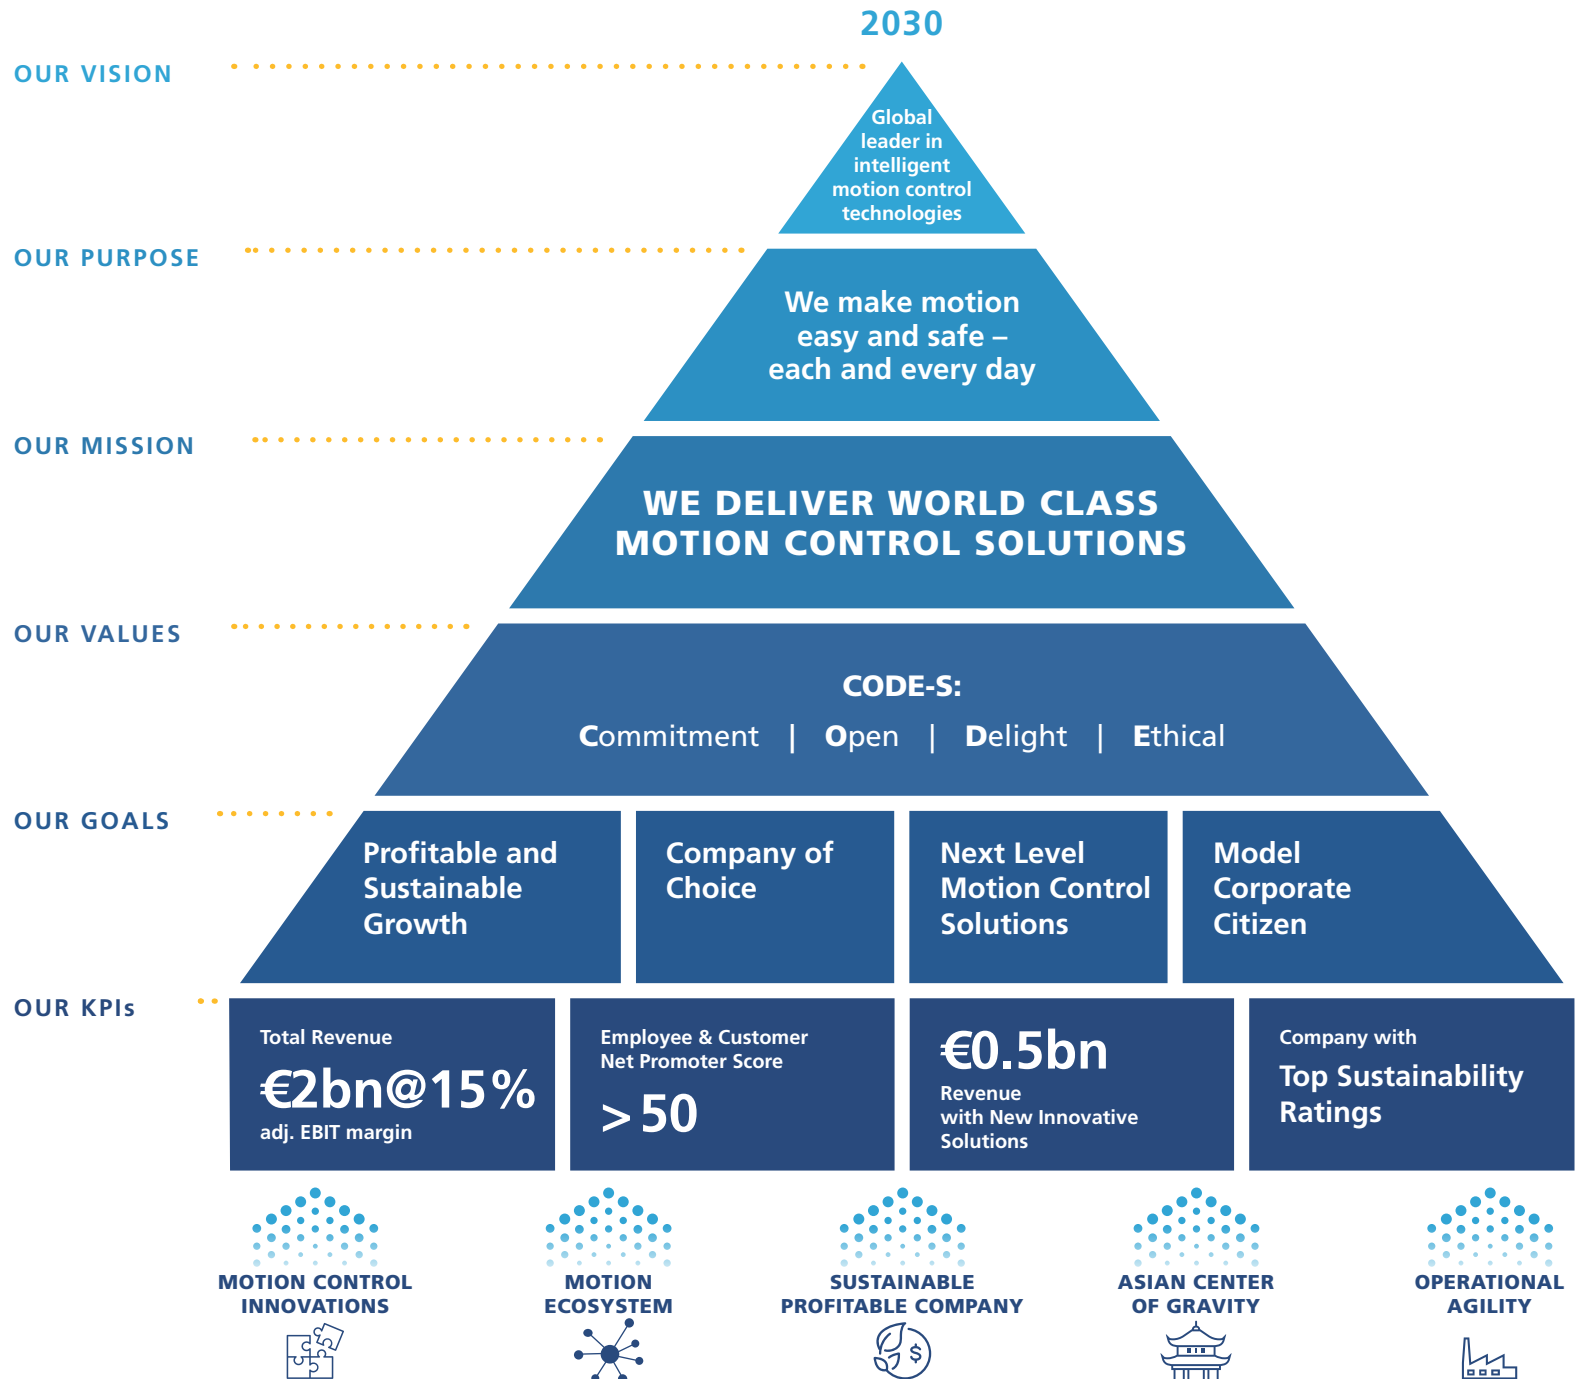 2030
OUR VISION
Global
leader in
intelligent
motion control
technologies
OUR PURPOSE
We make motion
easy and safe –
each and every day
OUR MISSION
WE DELIVER WORLD CLASS
MOTION CONTROL SOLUTIONS
OUR VALUES
CODE-S:
Commitment | Open | Delight | Ethical
OUR GOALS
Profitable and
Sustainable
Growth
Company of
Choice
Next Level
Motion Control
Solutions
Model
Corporate
Citizen
OUR KPIs
Total Revenue
€2bn@15%
adj. EBIT margin
Employee & Customer
Net Promoter Score
>50
€0.5bn
Revenue
with New Innovative
Solutions
Company with
Top Sustainability
Ratings
MOTION CONTROL
INNOVATIONS
MOTION
ECOSYSTEM
SUSTAINABLE
PROFITABLE COMPANY
$
ASIAN CENTER
OF GRAVITY
OPERATIONAL
AGILITY